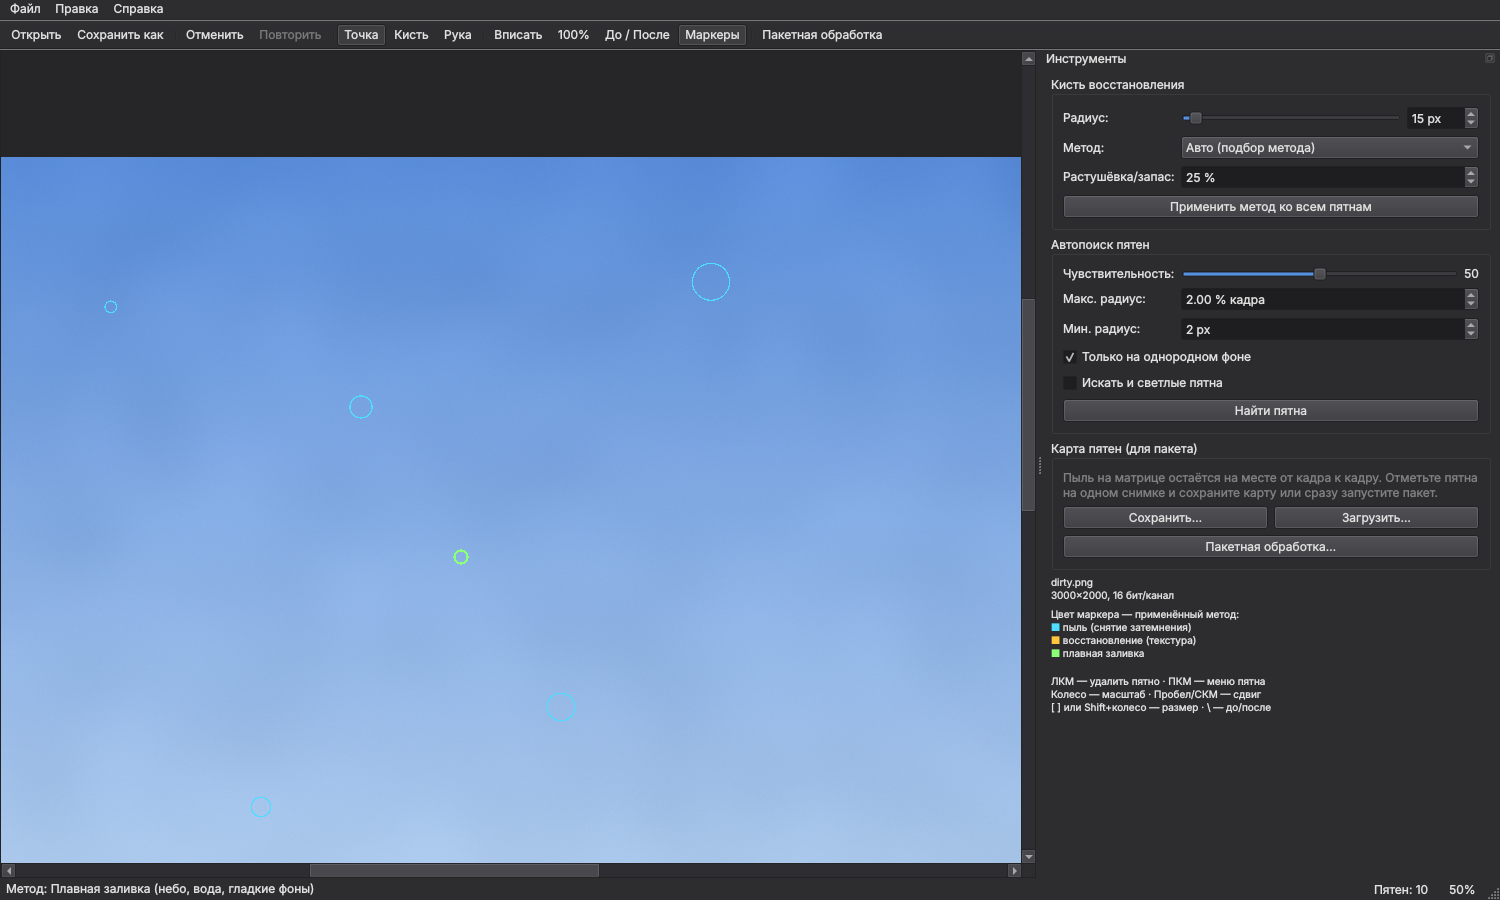 Файл Правка Справка
Открыть Сохранить как Отменить Повторить Точка Кисть Рука Вписать 100% До / После Маркеры Пакетная обработка
Инструменты
Кисть восстановления
Радиус: 15 px
Метод: Авто (подбор метода)
Растушёвка/запас: 25 %
Применить метод ко всем пятнам
Автопоиск пятен
Чувствительность: 50
Макс. радиус: 2.00 % кадра
Мин. радиус: 2 px
Только на однородном фоне
Искать и светлые пятна
Найти пятна
Карта пятен (для пакета)
Пыль на матрице остаётся на месте от кадра к кадру. Отметьте пятна
на одном снимке и сохраните карту или сразу запустите пакет.
Сохранить... Загрузить...
Пакетная обработка...
dirty.png
3000×2000, 16 бит/канал
Цвет маркера — применённый метод:
пыль (снятие затемнения)
восстановление (текстура)
плавная заливка
ЛКМ — удалить пятно · ПКМ — меню пятна
Колесо — масштаб · Пробел/СКМ — сдвиг
[ ] или Shift+колесо — размер · \ — до/после
Метод: Плавная заливка (небо, вода, гладкие фоны) Пятен: 10 50%